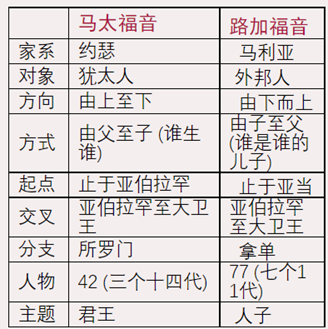 马太福音 路加福音
家系 约瑟 马利亚
对象 犹太人 外邦人
方向 由上至下 由下而上
方式 由父至子 (谁生谁) 由子至父 (谁是谁的儿子)
起点 止于亚伯拉罕 止于亚当
交叉 亚伯拉罕至大卫王 亚伯拉罕至大卫王
分支 所罗门 拿单
人物 42 (三个十四代) 77 (七个11代)
主题 君王 人子